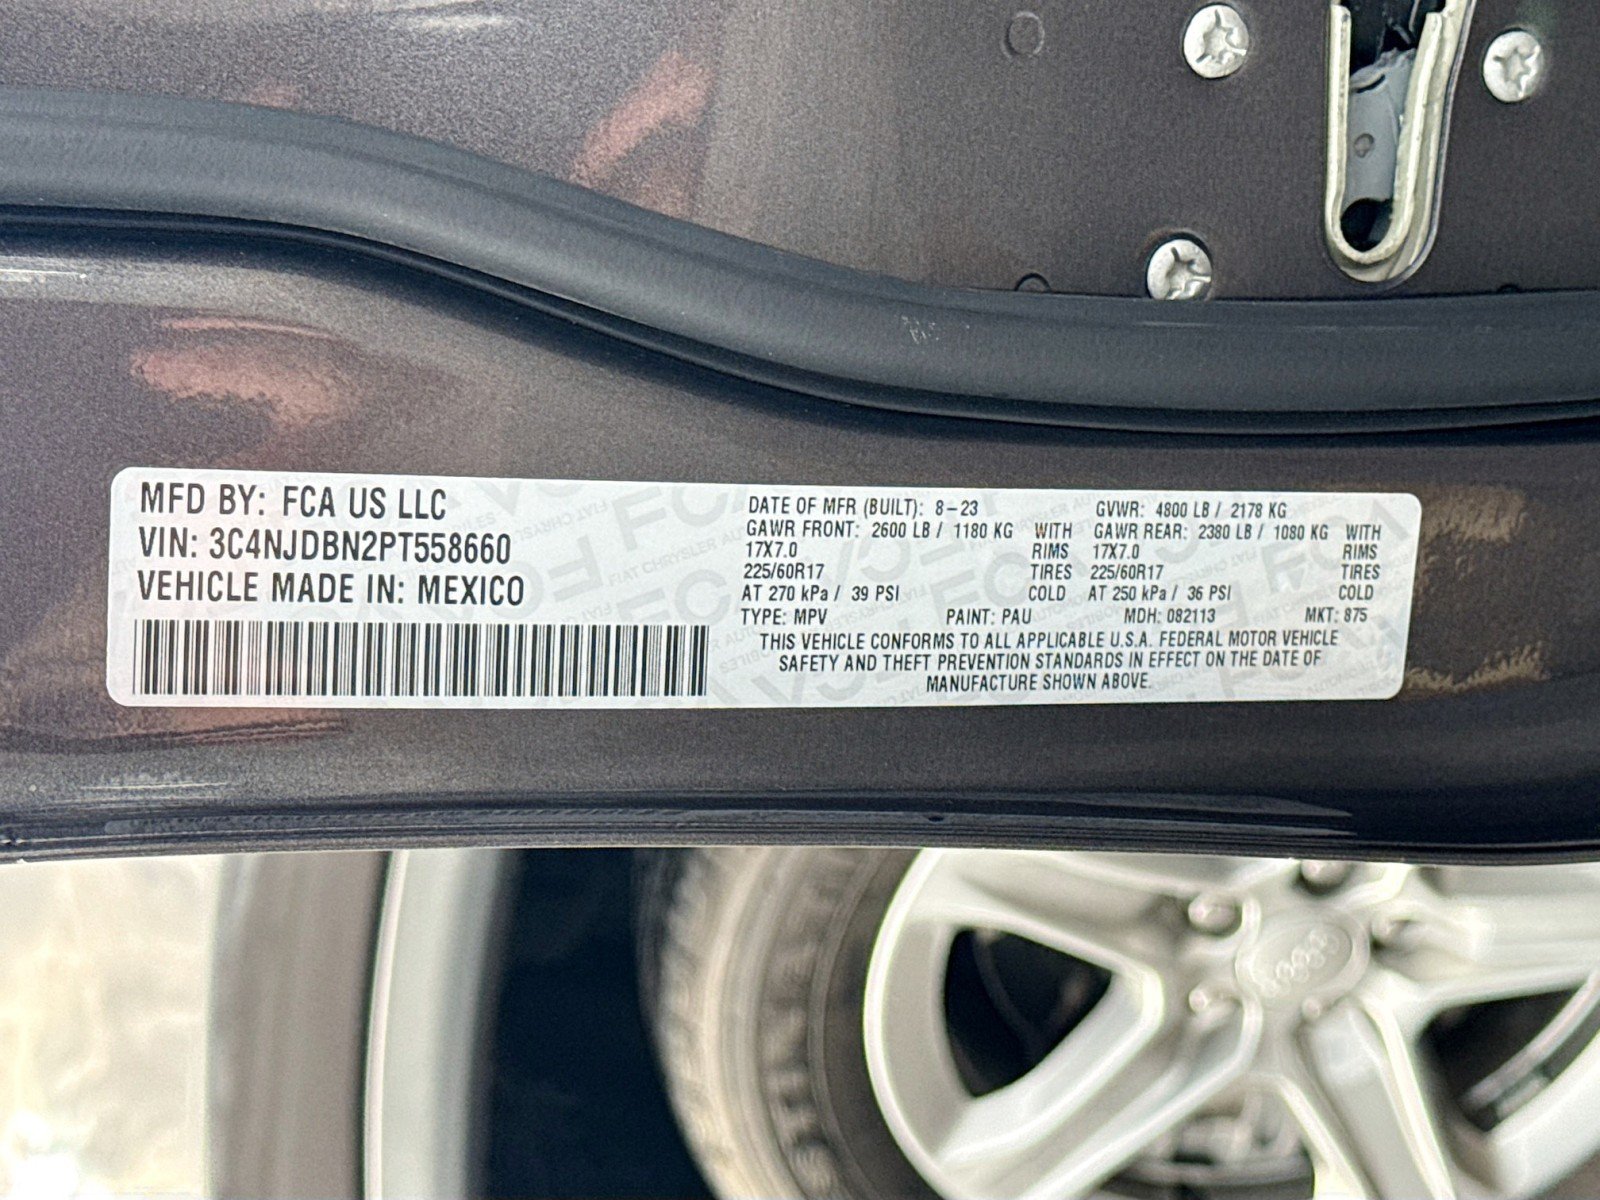 MFD BY: FCA US LLC
VIN: 3C4NJDBN2PT558660
VEHICLE MADE IN: MEXICO
DATE OF MFR (BUILT): 8-23 GVWR: 4800 LB / 2178 KG
GAWR FRONT: 2600 LB / 1180 KG WITH GAWR REAR: 2380 LB / 1080 KG WITH
17X7.0 RIMS 17X7.0 RIMS
225/60R17 TIRES 225/60R17 TIRES
AT 270 kPa / 39 PSI COLD AT 250 kPa / 36 PSI COLD
TYPE: MPV PAINT: PAU MDH: 082113 MKT: 875
THIS VEHICLE CONFORMS TO ALL APPLICABLE U.S.A. FEDERAL MOTOR VEHICLE
SAFETY AND THEFT PREVENTION STANDARDS IN EFFECT ON THE DATE OF
MANUFACTURE SHOWN ABOVE.